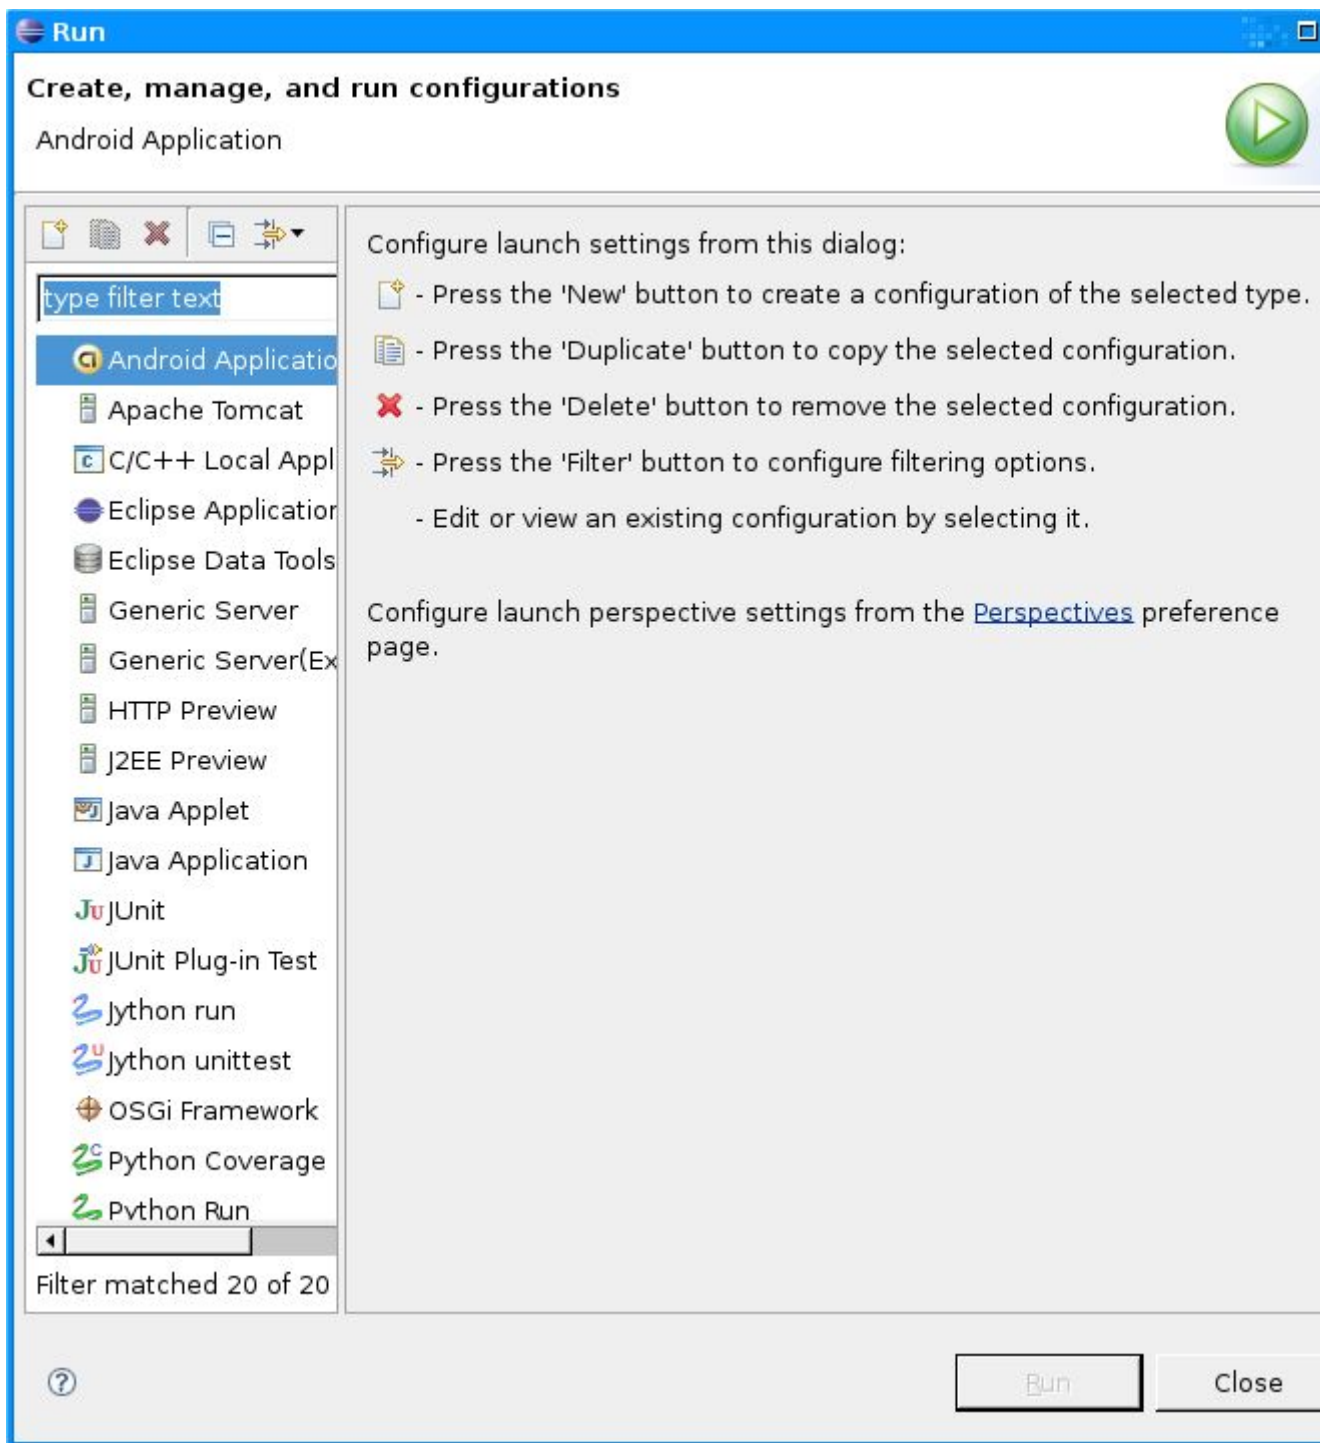 Run
Create, manage, and run configurations
Android Application
type filter text
Android Applicatio
Apache Tomcat
C/C++ Local Appl
Eclipse Application
Eclipse Data Tools
Generic Server
Generic Server(Ex
HTTP Preview
J2EE Preview
Java Applet
Java Application
JUnit
JUnit Plug-in Test
Jython run
Jython unittest
OSGi Framework
Python Coverage
Python Run
Filter matched 20 of 20
Configure launch settings from this dialog:
- Press the 'New' button to create a configuration of the selected type.
- Press the 'Duplicate' button to copy the selected configuration.
- Press the 'Delete' button to remove the selected configuration.
- Press the 'Filter' button to configure filtering options.
- Edit or view an existing configuration by selecting it.
Configure launch perspective settings from the Perspectives preference
page.
Run
Close